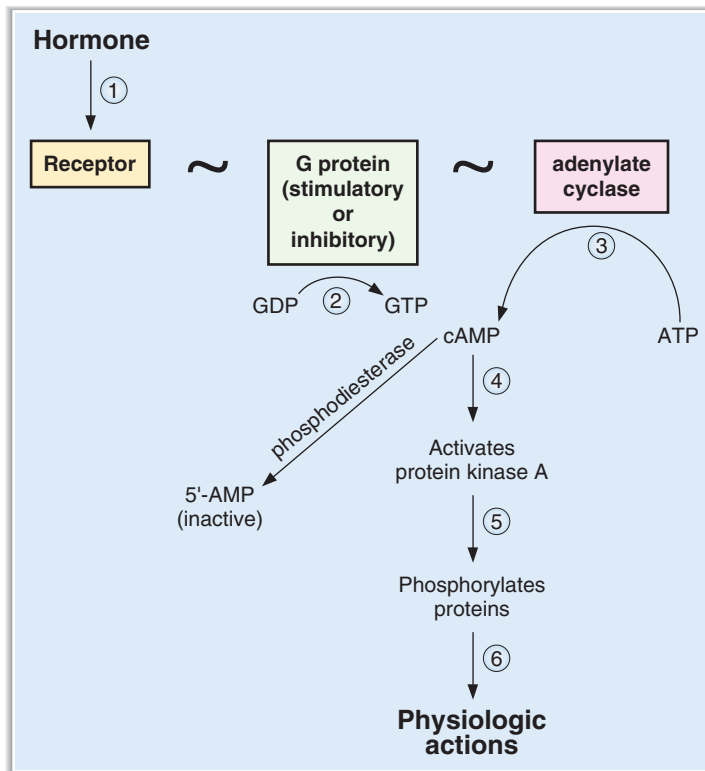 Hormone
1
Receptor
~
G protein
(stimulatory
or
inhibitory)
~
adenylate
cyclase
3
GDP
2
GTP
cAMP
ATP
phosphodiesterase
4
Activates
protein kinase A
5'-AMP
(inactive)
5
Phosphorylates
proteins
6
Physiologic
actions